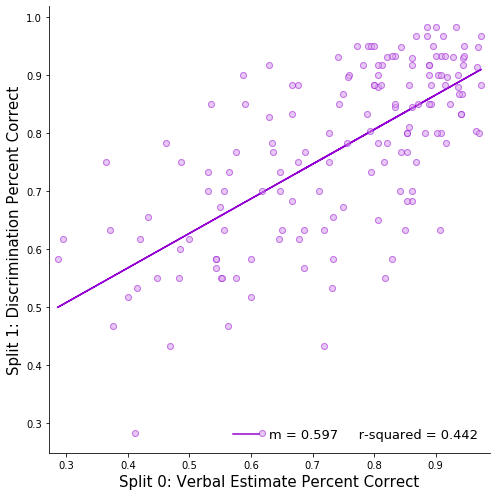 1.0
0.9
0.8
0.7
0.6
0.5
0.4
0.3
Split 1: Discrimination Percent Correct
m = 0.597 r-squared = 0.442
0.3 0.4 0.5 0.6 0.7 0.8 0.9
Split 0: Verbal Estimate Percent Correct